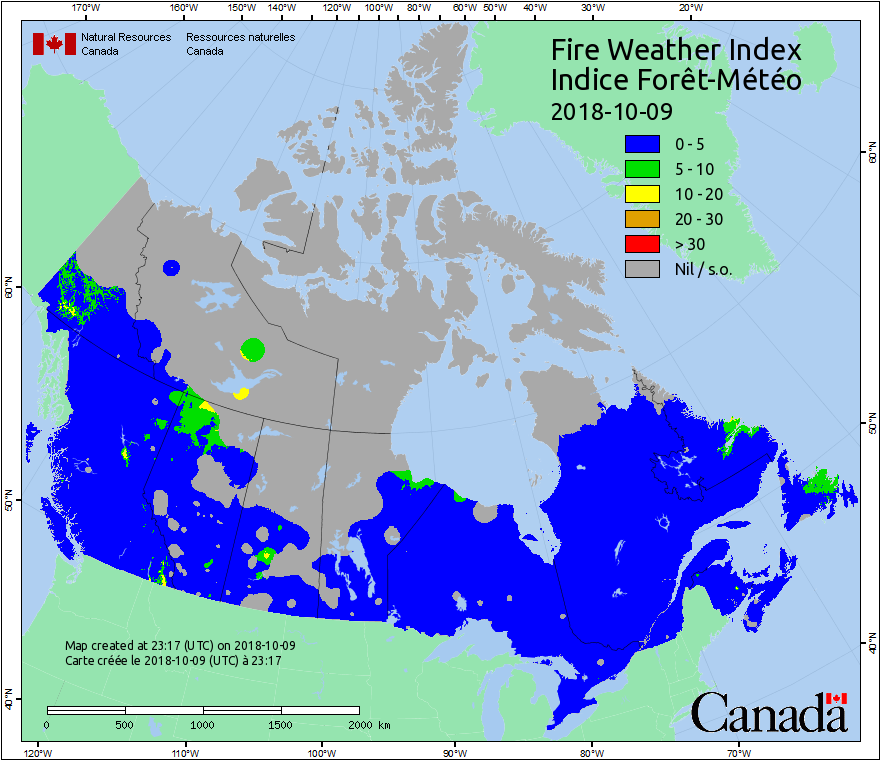 170°W 160°W 150°W 140°W 130°W 120°W 110°W 100°W 90°W 80°W 70°W 60°W 50°W 40°W 30°W 20°W
Natural Resources Canada
Ressources naturelles Canada
Fire Weather Index
Indice Forêt-Météo
2018-10-09
0 - 5
5 - 10
10 - 20
20 - 30
> 30
Nil / s.o.
60°N
60°N
50°N
50°N
40°N
40°N
Map created at 23:17 (UTC) on 2018-10-09
Carte créée le 2018-10-09 (UTC) à 23:17
0 500 1000 1500 2000 km
Canada
120°W 110°W 100°W 90°W 80°W 70°W